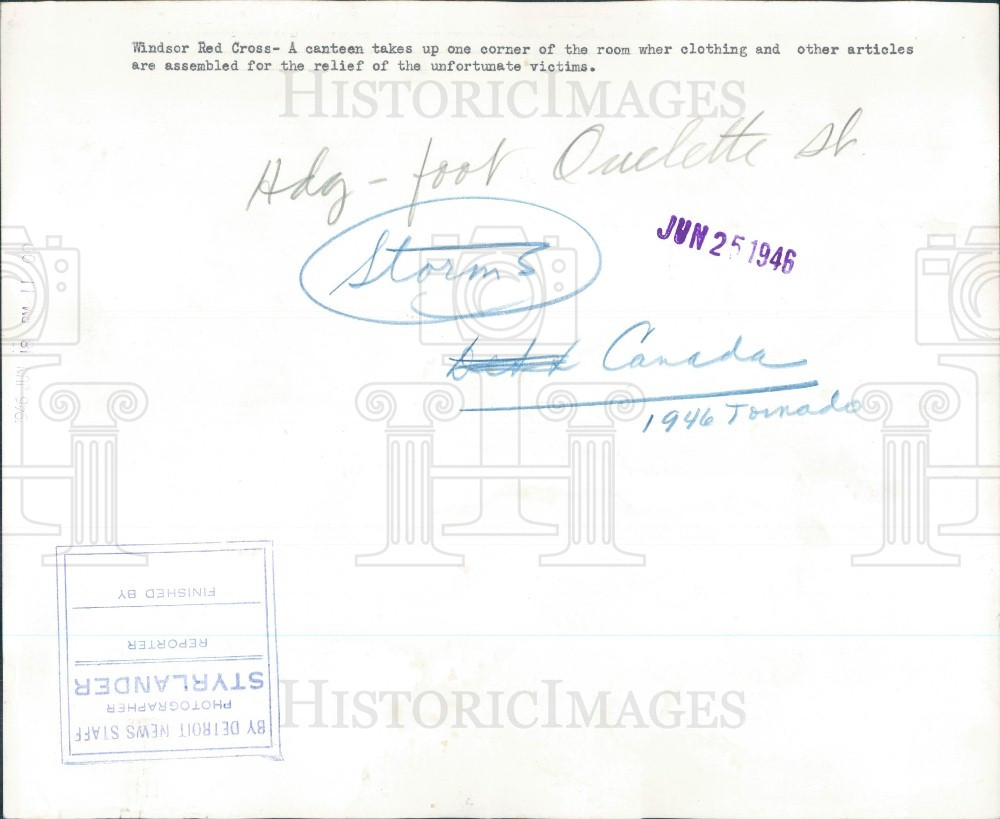 Windsor Red Cross- A canteen takes up one corner of the room wher clothing and other articles
are assembled for the relief of the unfortunate victims.
HISTORICIMAGES
Hdq - foot Ouelette St.
Storms
JUN 25 1946
Canada
1946 Tornado
FINISHED BY
REPORTER
STYRLANDER
PHOTOGRAPHER
BY DETROIT NEWS STAFF
HISTORICIMAGES